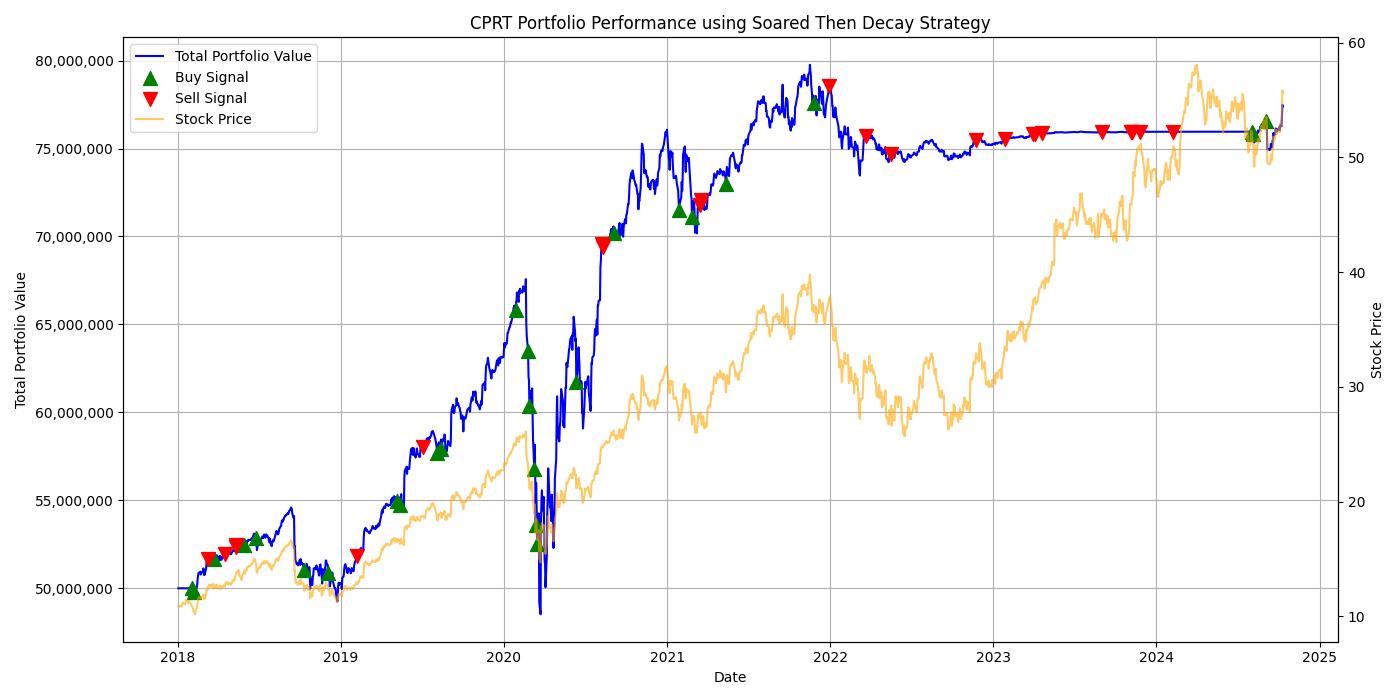 CPRT Portfolio Performance using Soared Then Decay Strategy
Total Portfolio Value
Buy Signal
Sell Signal
Stock Price
80,000,000
75,000,000
70,000,000
65,000,000
60,000,000
55,000,000
50,000,000
Total Portfolio Value
60
50
40
30
20
10
Stock Price
2018 2019 2020 2021 2022 2023 2024 2025
Date